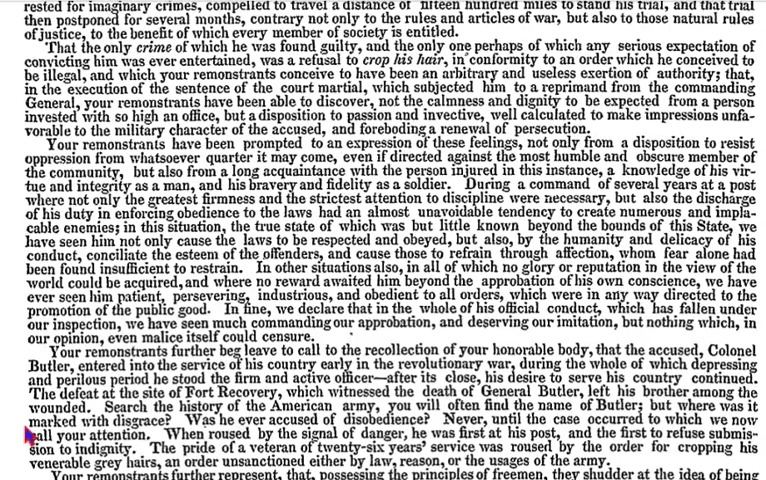 rested for imaginary crimes, compelled to travel a distance of fifteen hundred miles to stand his trial, and that trial
then postponed for several months, contrary not only to the rules and articles of war, but also to those natural rules
of justice, to the benefit of which every member of society is entitled.
That the only crime of which he was found guilty, and the only one perhaps of which any serious expectation of
convicting him was ever entertained, was a refusal to crop his hair, in conformity to an order which he conceived to
be illegal, and which your remonstrants conceive to have been an arbitrary and useless exertion of authority; that,
in the execution of the sentence of the court martial, which subjected him to a reprimand from the commanding
General, your remonstrants have been able to discover, not the calmness and dignity to be expected from a person
invested with so high an office, but a disposition to passion and invective, well calculated to make impressions unfa-
vorable to the military character of the accused, and foreboding a renewal of persecution.
Your remonstrants have been prompted to an expression of these feelings, not only from a disposition to resist
oppression from whatsoever quarter it may come, even if directed against the most humble and obscure member of
the community, but also from a long acquaintance with the person injured in this instance, a knowledge of his vir-
tue and integrity as a man, and his bravery and fidelity as a soldier. During a command of several years at a post
where not only the greatest firmness and the strictest attention to discipline were necessary, but also the discharge
of his duty in enforcing obedience to the laws had an almost unavoidable tendency to create numerous and impla-
cable enemies; in this situation, the true state of which was but little known beyond the bounds of this State, we
have seen him not only cause the laws to be respected and obeyed, but also, by the humanity and delicacy of his
conduct, conciliate the esteem of the offenders, and cause those to refrain through affection, whom fear alone had
been found insufficient to restrain. In other situations also, in all of which no glory or reputation in the view of the
world could be acquired, and where no reward awaited him beyond the approbation of his own conscience, we have
ever seen him patient, persevering, industrious, and obedient to all orders, which were in any way directed to the
promotion of the public good. In fine, we declare that in the whole of his official conduct, which has fallen under
our inspection, we have seen much commanding our approbation, and deserving our imitation, but nothing which, in
our opinion, even malice itself could censure.
Your remonstrants further beg leave to call to the recollection of your honorable body, that the accused, Colonel
Butler, entered into the service of his country early in the revolutionary war, during the whole of which depressing
and perilous period he stood the firm and active officer—after its close, his desire to serve his country continued.
The defeat at the site of Fort Recovery, which witnessed the death of General Butler, left his brother among the
wounded. Search the history of the American army, you will often find the name of Butler; but where was it
marked with disgrace? Was he ever accused of disobedience? Never, until the case occurred to which we now
call your attention. When roused by the signal of danger, he was first at his post, and the first to refuse submis-
sion to indignity. The pride of a veteran of twenty-six years' service was roused by the order for cropping his
venerable grey hairs, an order unsanctioned either by law, reason, or the usages of the army.
Your remonstrants further represent, that, possessing the principles of freemen, they shudder at the idea of being